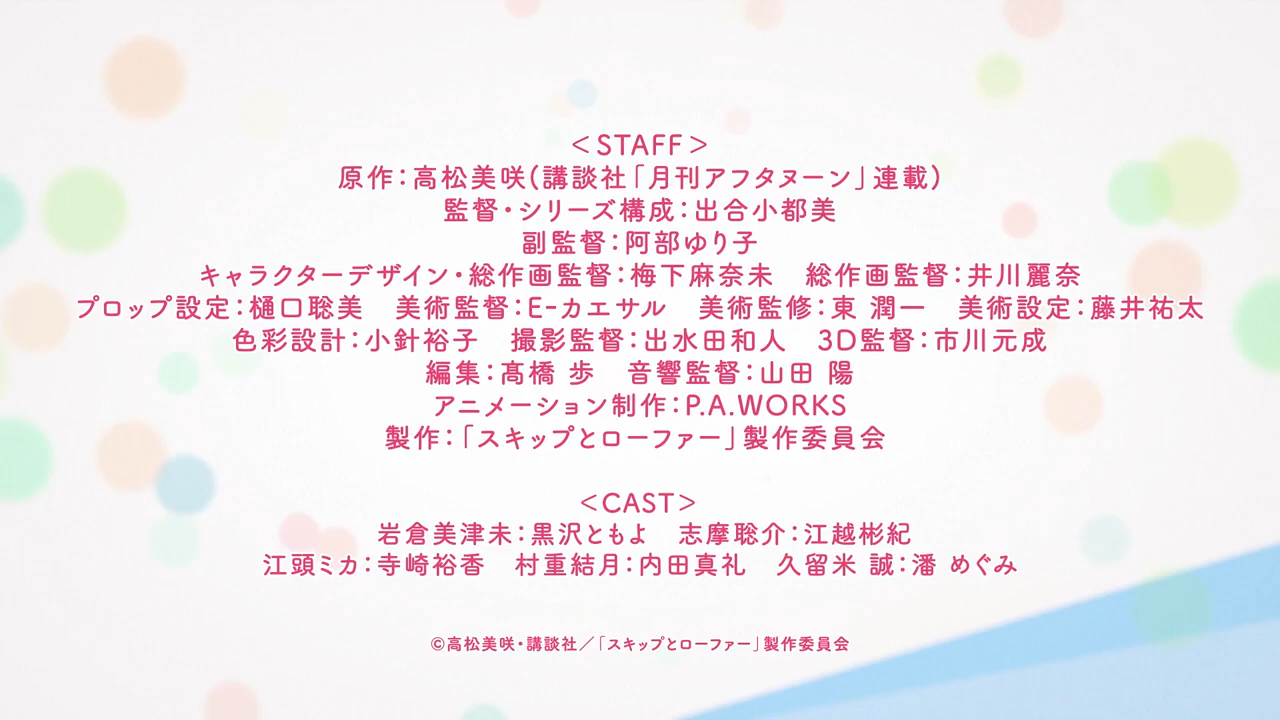 ＜STAFF＞
原作：高松美咲（講談社「月刊アフタヌーン」連載）
監督・シリーズ構成：出合小都美
副監督：阿部ゆり子
キャラクターデザイン・総作画監督：梅下麻奈未　総作画監督：井川麗奈
プロップ設定：樋口聡美　美術監督：E-カエサル　美術監修：東 潤一　美術設定：藤井祐太
色彩設計：小針裕子　撮影監督：出水田和人　3D監督：市川元成
編集：髙橋 歩　音響監督：山田 陽
アニメーション制作：P.A.WORKS
製作：「スキップとローファー」製作委員会
＜CAST＞
岩倉美津未：黒沢ともよ　志摩聡介：江越彬紀
江頭ミカ：寺崎裕香　村重結月：内田真礼　久留米 誠：潘 めぐみ
©高松美咲・講談社／「スキップとローファー」製作委員会